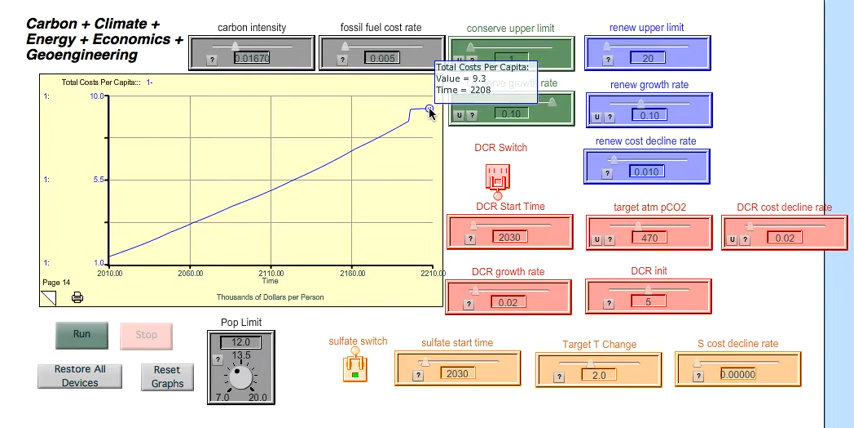 Carbon + Climate +
Energy + Economics +
Geoengineering
carbon intensity
fossil fuel cost rate
conserve upper limit
renew upper limit
? 0.01670
? 0.005
U ?
? 20
Total Costs Per Capita:: 1-
Total Costs Per Capita:
Value = 9.3
Time = 2208
growth rate
renew growth rate
U ? 0.10
U ? 0.10
1: 10.0
1: 5.5
1: 1.0
2010.00 2060.00 2110.00 2160.00 2210.00
Time
Page 14
Thousands of Dollars per Person
renew cost decline rate
? 0.010
DCR Switch
DCR Start Time
target atm pCO2
DCR cost decline rate
? 2030
U ? 470
U ? 0.02
DCR growth rate
DCR init
? 0.02
? 5
Run
Stop
Restore All
Devices
Reset
Graphs
Pop Limit
12.0
? 13.5
7.0 20.0
sulfate switch
sulfate start time
Target T Change
S cost decline rate
? 2030
? 2.0
? 0.00000